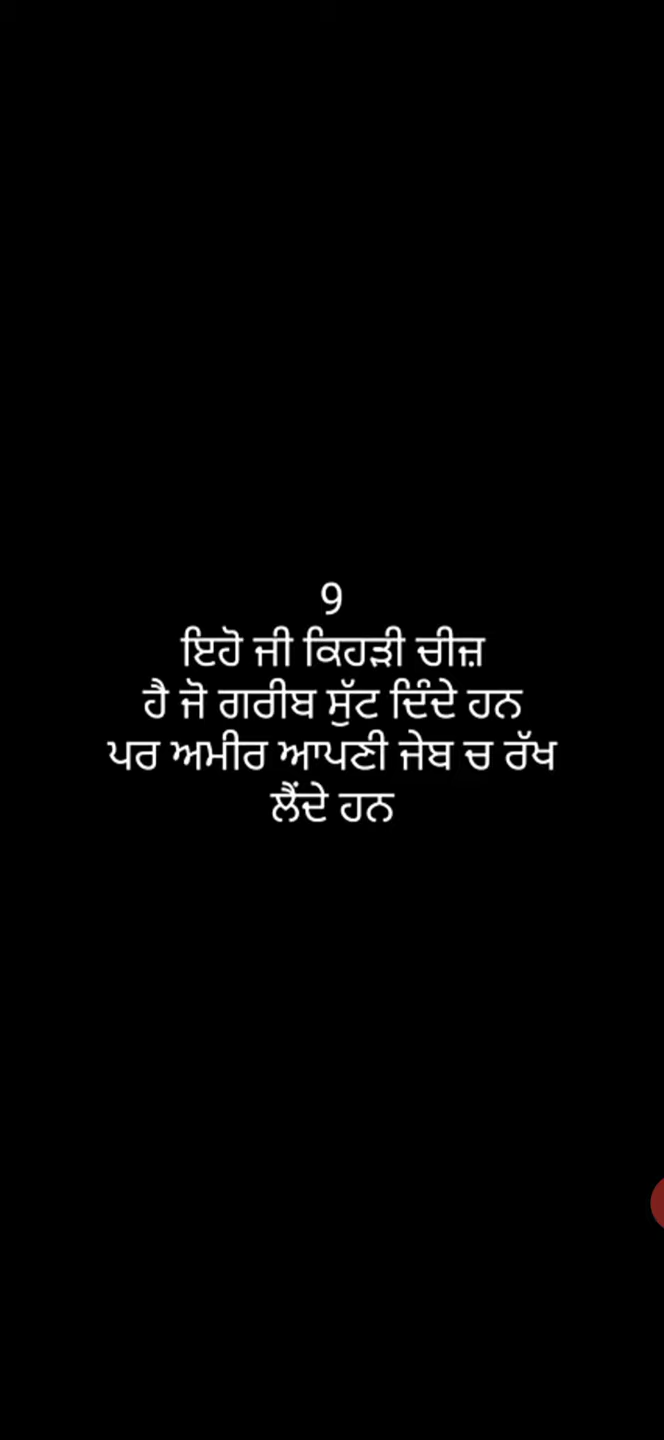 9
ਇਹੋ ਜੀ ਕਿਹੜੀ ਚੀਜ਼
ਹੈ ਜੋ ਗਰੀਬ ਸੁੱਟ ਦਿੰਦੇ ਹਨ
ਪਰ ਅਮੀਰ ਆਪਣੀ ਜੇਬ ਚ ਰੱਖ
ਲੈਂਦੇ ਹਨ